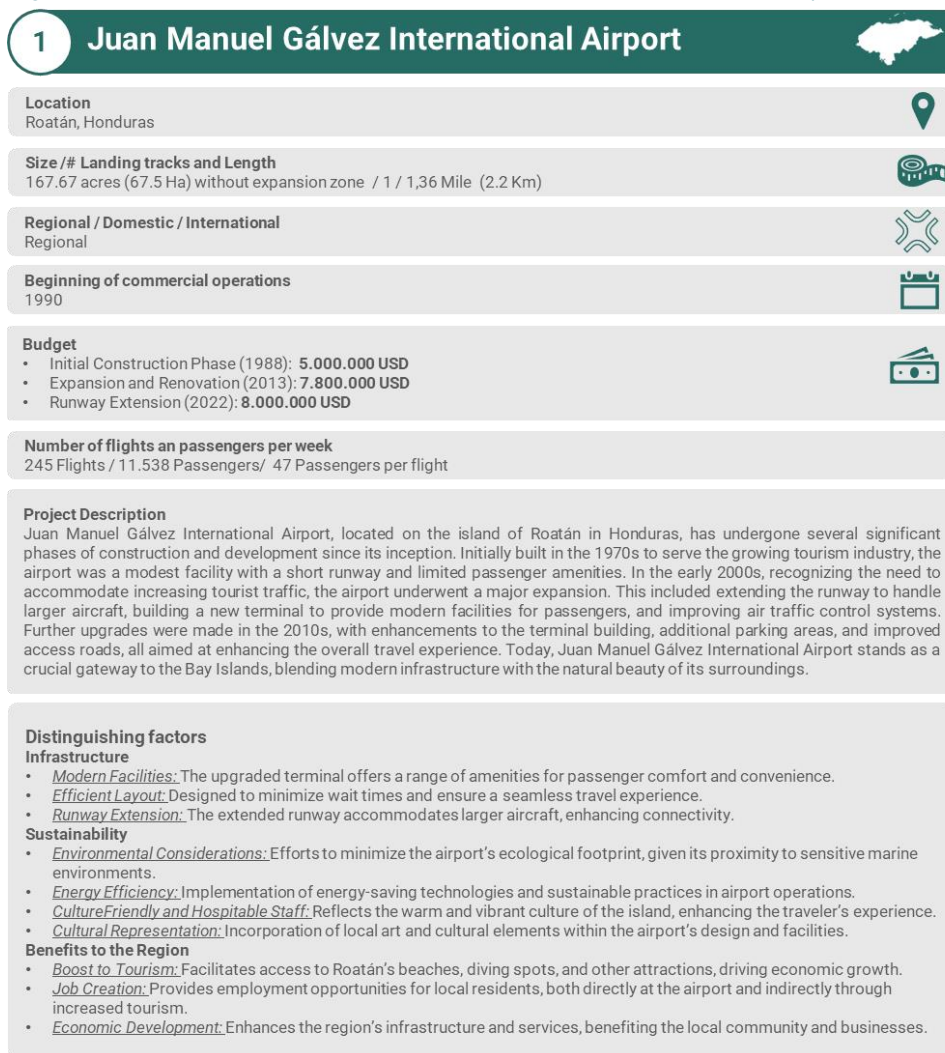 1
Juan Manuel Gálvez International Airport
Location
Roatán, Honduras
Size /# Landing tracks and Length
167.67 acres (67.5 Ha) without expansion zone / 1 / 1,36 Mile (2.2 Km)
Regional / Domestic / International
Regional
Beginning of commercial operations
1990
Budget
• Initial Construction Phase (1988): 5.000.000 USD
• Expansion and Renovation (2013): 7.800.000 USD
• Runway Extension (2022): 8.000.000 USD
Number of flights an passengers per week
245 Flights / 11.538 Passengers/ 47 Passengers per flight
Project Description
Juan Manuel Gálvez International Airport, located on the island of Roatán in Honduras, has undergone several significant
phases of construction and development since its inception. Initially built in the 1970s to serve the growing tourism industry, the
airport was a modest facility with a short runway and limited passenger amenities. In the early 2000s, recognizing the need to
accommodate increasing tourist traffic, the airport underwent a major expansion. This included extending the runway to handle
larger aircraft, building a new terminal to provide modern facilities for passengers, and improving air traffic control systems.
Further upgrades were made in the 2010s, with enhancements to the terminal building, additional parking areas, and improved
access roads, all aimed at enhancing the overall travel experience. Today, Juan Manuel Gálvez International Airport stands as a
crucial gateway to the Bay Islands, blending modern infrastructure with the natural beauty of its surroundings.
Distinguishing factors
Infrastructure
• Modern Facilities: The upgraded terminal offers a range of amenities for passenger comfort and convenience.
• Efficient Layout: Designed to minimize wait times and ensure a seamless travel experience.
• Runway Extension: The extended runway accommodates larger aircraft, enhancing connectivity.
Sustainability
• Environmental Considerations: Efforts to minimize the airport's ecological footprint, given its proximity to sensitive marine
environments.
• Energy Efficiency: Implementation of energy-saving technologies and sustainable practices in airport operations.
• CultureFriendly and Hospitable Staff: Reflects the warm and vibrant culture of the island, enhancing the traveler's experience.
• Cultural Representation: Incorporation of local art and cultural elements within the airport's design and facilities.
Benefits to the Region
• Boost to Tourism: Facilitates access to Roatán's beaches, diving spots, and other attractions, driving economic growth.
• Job Creation: Provides employment opportunities for local residents, both directly at the airport and indirectly through
increased tourism.
• Economic Development: Enhances the region's infrastructure and services, benefiting the local community and businesses.